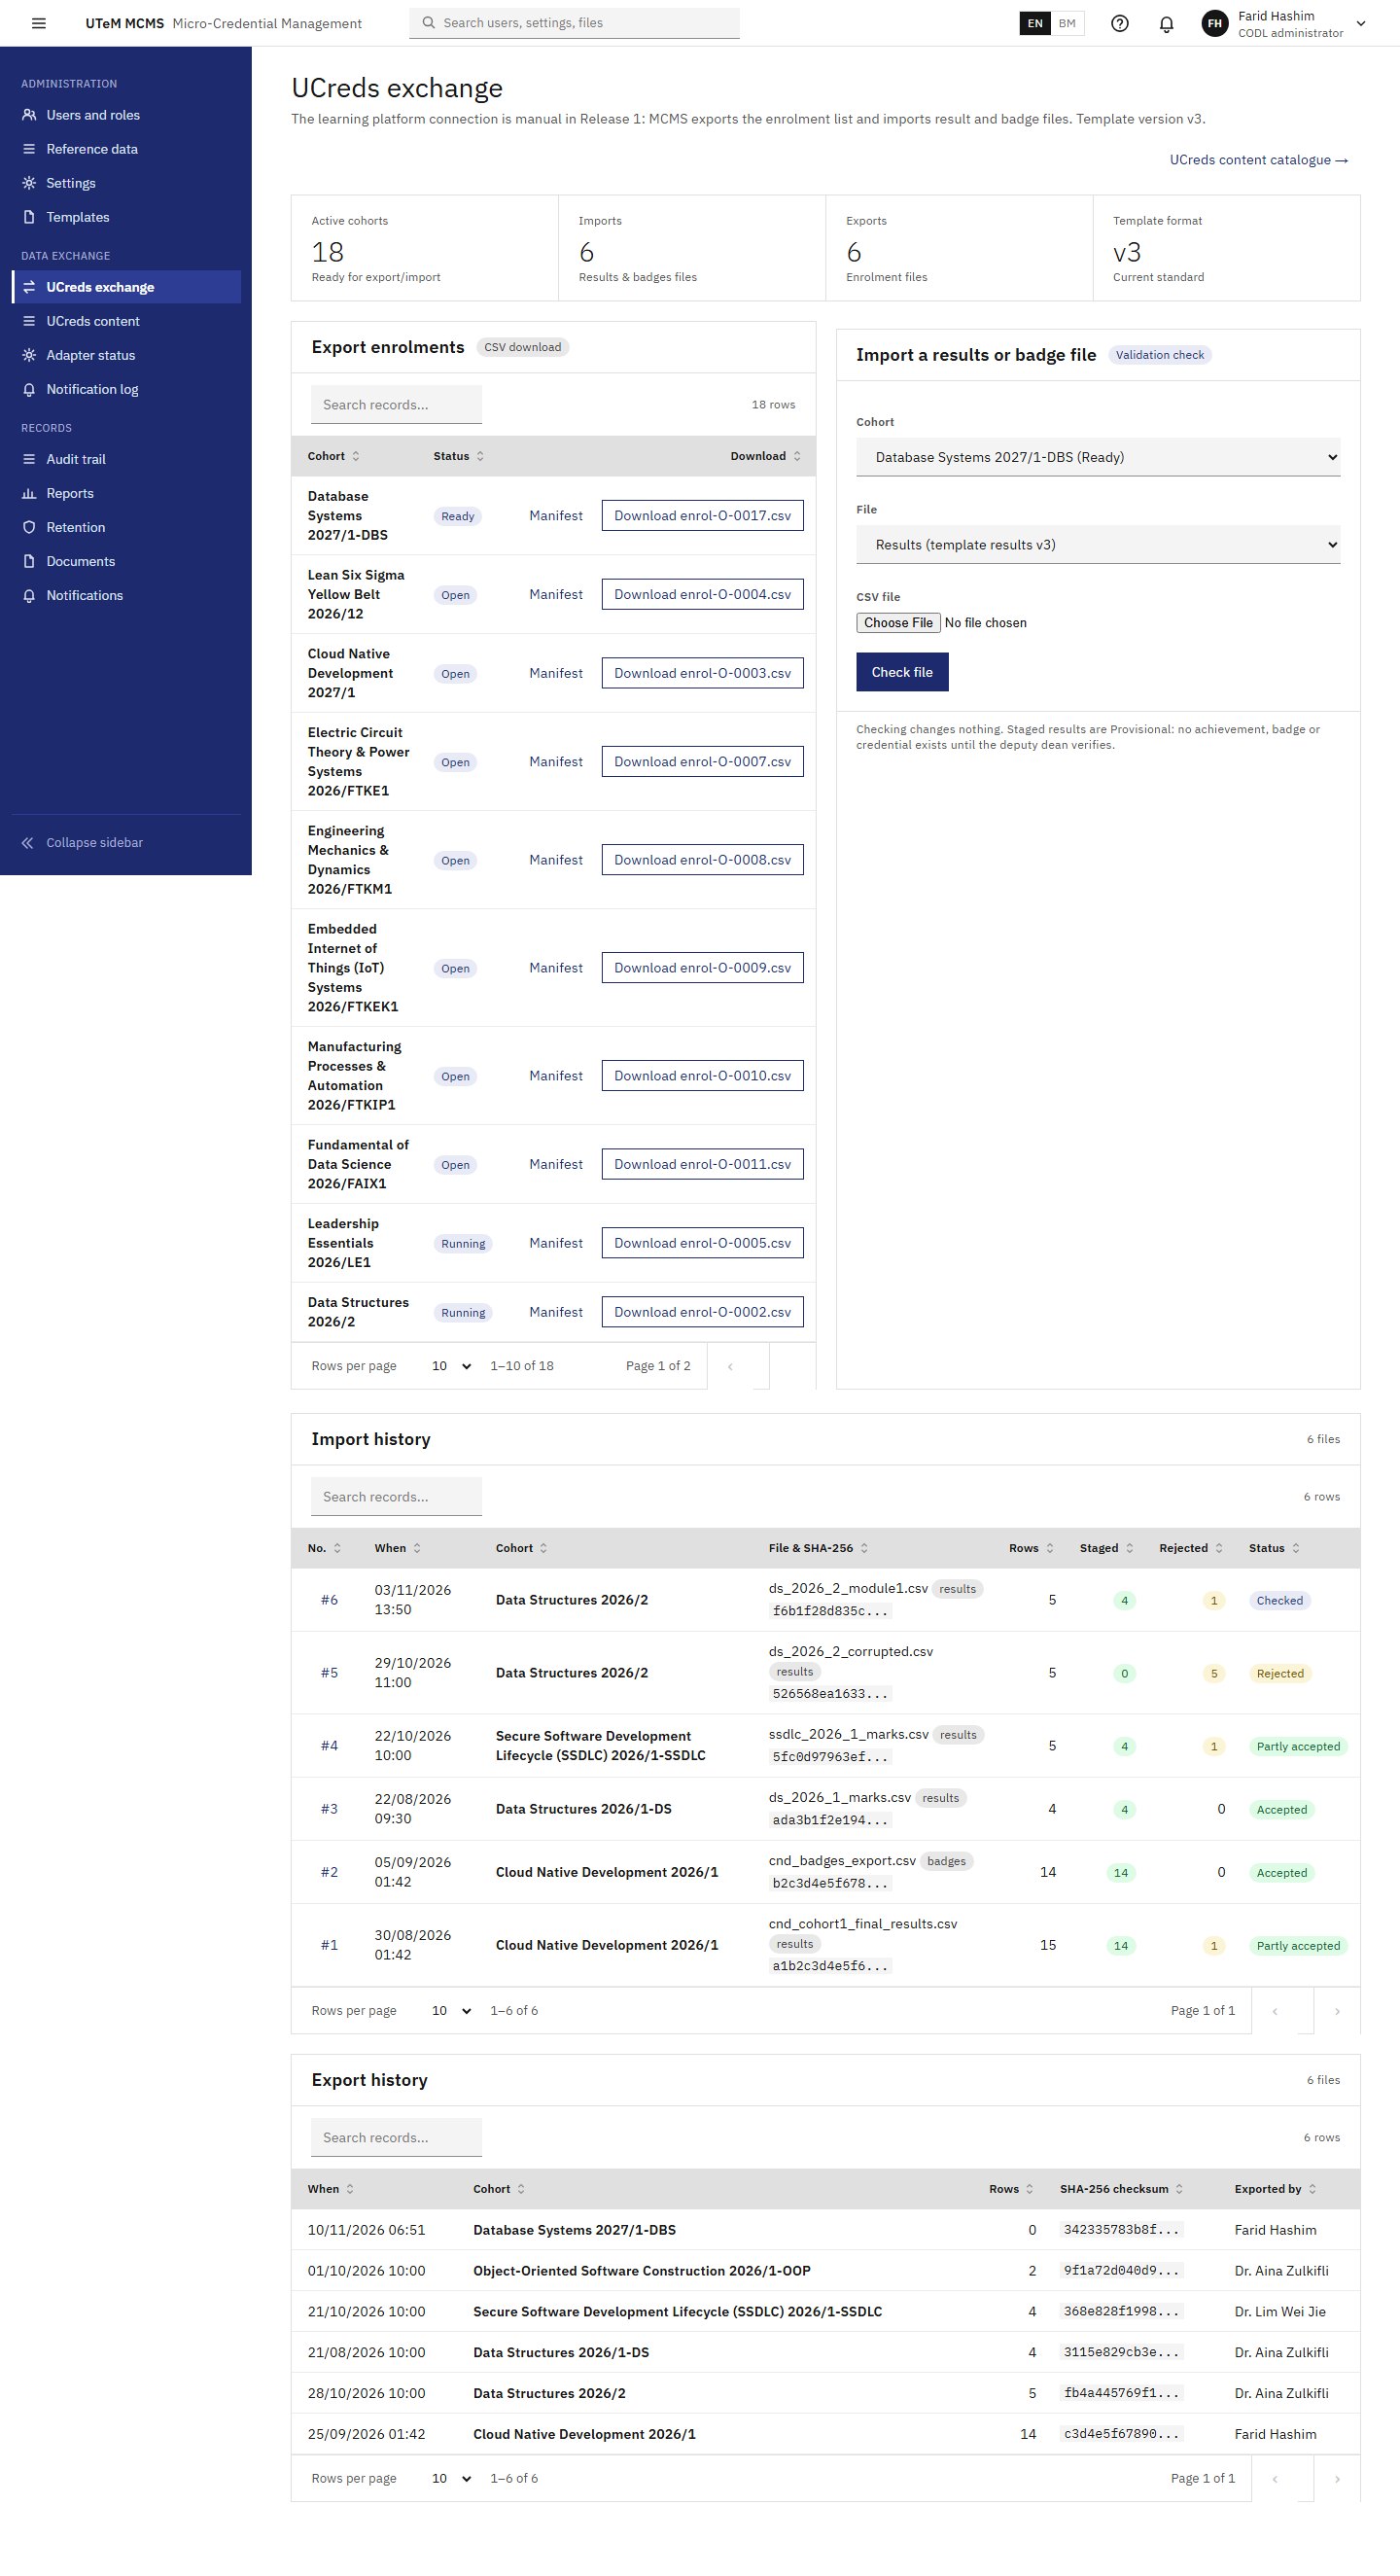 UTeM MCMS Micro-Credential Management
Search users, settings, files
EN BM
FH
Farid Hashim
CODL administrator
ADMINISTRATION
Users and roles
Reference data
Settings
Templates
DATA EXCHANGE
UCreds exchange
UCreds content
Adapter status
Notification log
RECORDS
Audit trail
Reports
Retention
Documents
Notifications
Collapse sidebar
UCreds exchange
The learning platform connection is manual in Release 1: MCMS exports the enrolment list and imports result and badge files. Template version v3.
UCreds content catalogue →
Active cohorts
18
Ready for export/import
Imports
6
Results & badges files
Exports
6
Enrolment files
Template format
v3
Current standard
Export enrolments CSV download
Search records...
18 rows
Cohort Status Download
Database
Systems
2027/1-DBS
Ready Manifest Download enrol-O-0017.csv
Lean Six Sigma
Yellow Belt
2026/12
Open Manifest Download enrol-O-0004.csv
Cloud Native
Development
2027/1
Open Manifest Download enrol-O-0003.csv
Electric Circuit
Theory & Power
Systems
2026/FTKE1
Open Manifest Download enrol-O-0007.csv
Engineering
Mechanics &
Dynamics
2026/FTKM1
Open Manifest Download enrol-O-0008.csv
Embedded
Internet of
Things (IoT)
Systems
2026/FTKEK1
Open Manifest Download enrol-O-0009.csv
Manufacturing
Processes &
Automation
2026/FTKIP1
Open Manifest Download enrol-O-0010.csv
Fundamental of
Data Science
2026/FAIX1
Open Manifest Download enrol-O-0011.csv
Leadership
Essentials
2026/LE1
Running Manifest Download enrol-O-0005.csv
Data Structures
2026/2
Running Manifest Download enrol-O-0002.csv
Rows per page 10 1–10 of 18 Page 1 of 2 ‹
Import a results or badge file Validation check
Cohort
Database Systems 2027/1-DBS (Ready)
File
Results (template results v3)
CSV file
Choose File No file chosen
Check file
Checking changes nothing. Staged results are Provisional: no achievement, badge or
credential exists until the deputy dean verifies.
Import history
6 files
Search records...
6 rows
No. When Cohort File & SHA-256 Rows Staged Rejected Status
#6 03/11/2026 13:50 Data Structures 2026/2 ds_2026_2_module1.csv results f6b1f28d835c... 5 4 1 Checked
#5 29/10/2026 11:00 Data Structures 2026/2 ds_2026_2_corrupted.csv results 526568ea1633... 5 0 5 Rejected
#4 22/10/2026 10:00 Secure Software Development Lifecycle (SSDLC) 2026/1-SSDLC ssdlc_2026_1_marks.csv results 5fc0d97963ef... 5 4 1 Partly accepted
#3 22/08/2026 09:30 Data Structures 2026/1-DS ds_2026_1_marks.csv results ada3b1f2e194... 4 4 0 Accepted
#2 05/09/2026 01:42 Cloud Native Development 2026/1 cnd_badges_export.csv badges b2c3d4e5f678... 14 14 0 Accepted
#1 30/08/2026 01:42 Cloud Native Development 2026/1 cnd_cohort1_final_results.csv results a1b2c3d4e5f6... 15 14 1 Partly accepted
Rows per page 10 1–6 of 6 Page 1 of 1 ‹ ›
Export history
6 files
Search records...
6 rows
When Cohort Rows SHA-256 checksum Exported by
10/11/2026 06:51 Database Systems 2027/1-DBS 0 342335783b8f... Farid Hashim
01/10/2026 10:00 Object-Oriented Software Construction 2026/1-OOP 2 9f1a72d040d9... Dr. Aina Zulkifli
21/10/2026 10:00 Secure Software Development Lifecycle (SSDLC) 2026/1-SSDLC 4 368e828f1998... Dr. Lim Wei Jie
21/08/2026 10:00 Data Structures 2026/1-DS 4 3115e829cb3e... Dr. Aina Zulkifli
28/10/2026 10:00 Data Structures 2026/2 5 fb4a445769f1... Dr. Aina Zulkifli
25/09/2026 01:42 Cloud Native Development 2026/1 14 c3d4e5f67890... Farid Hashim
Rows per page 10 1–6 of 6 Page 1 of 1 ‹ ›